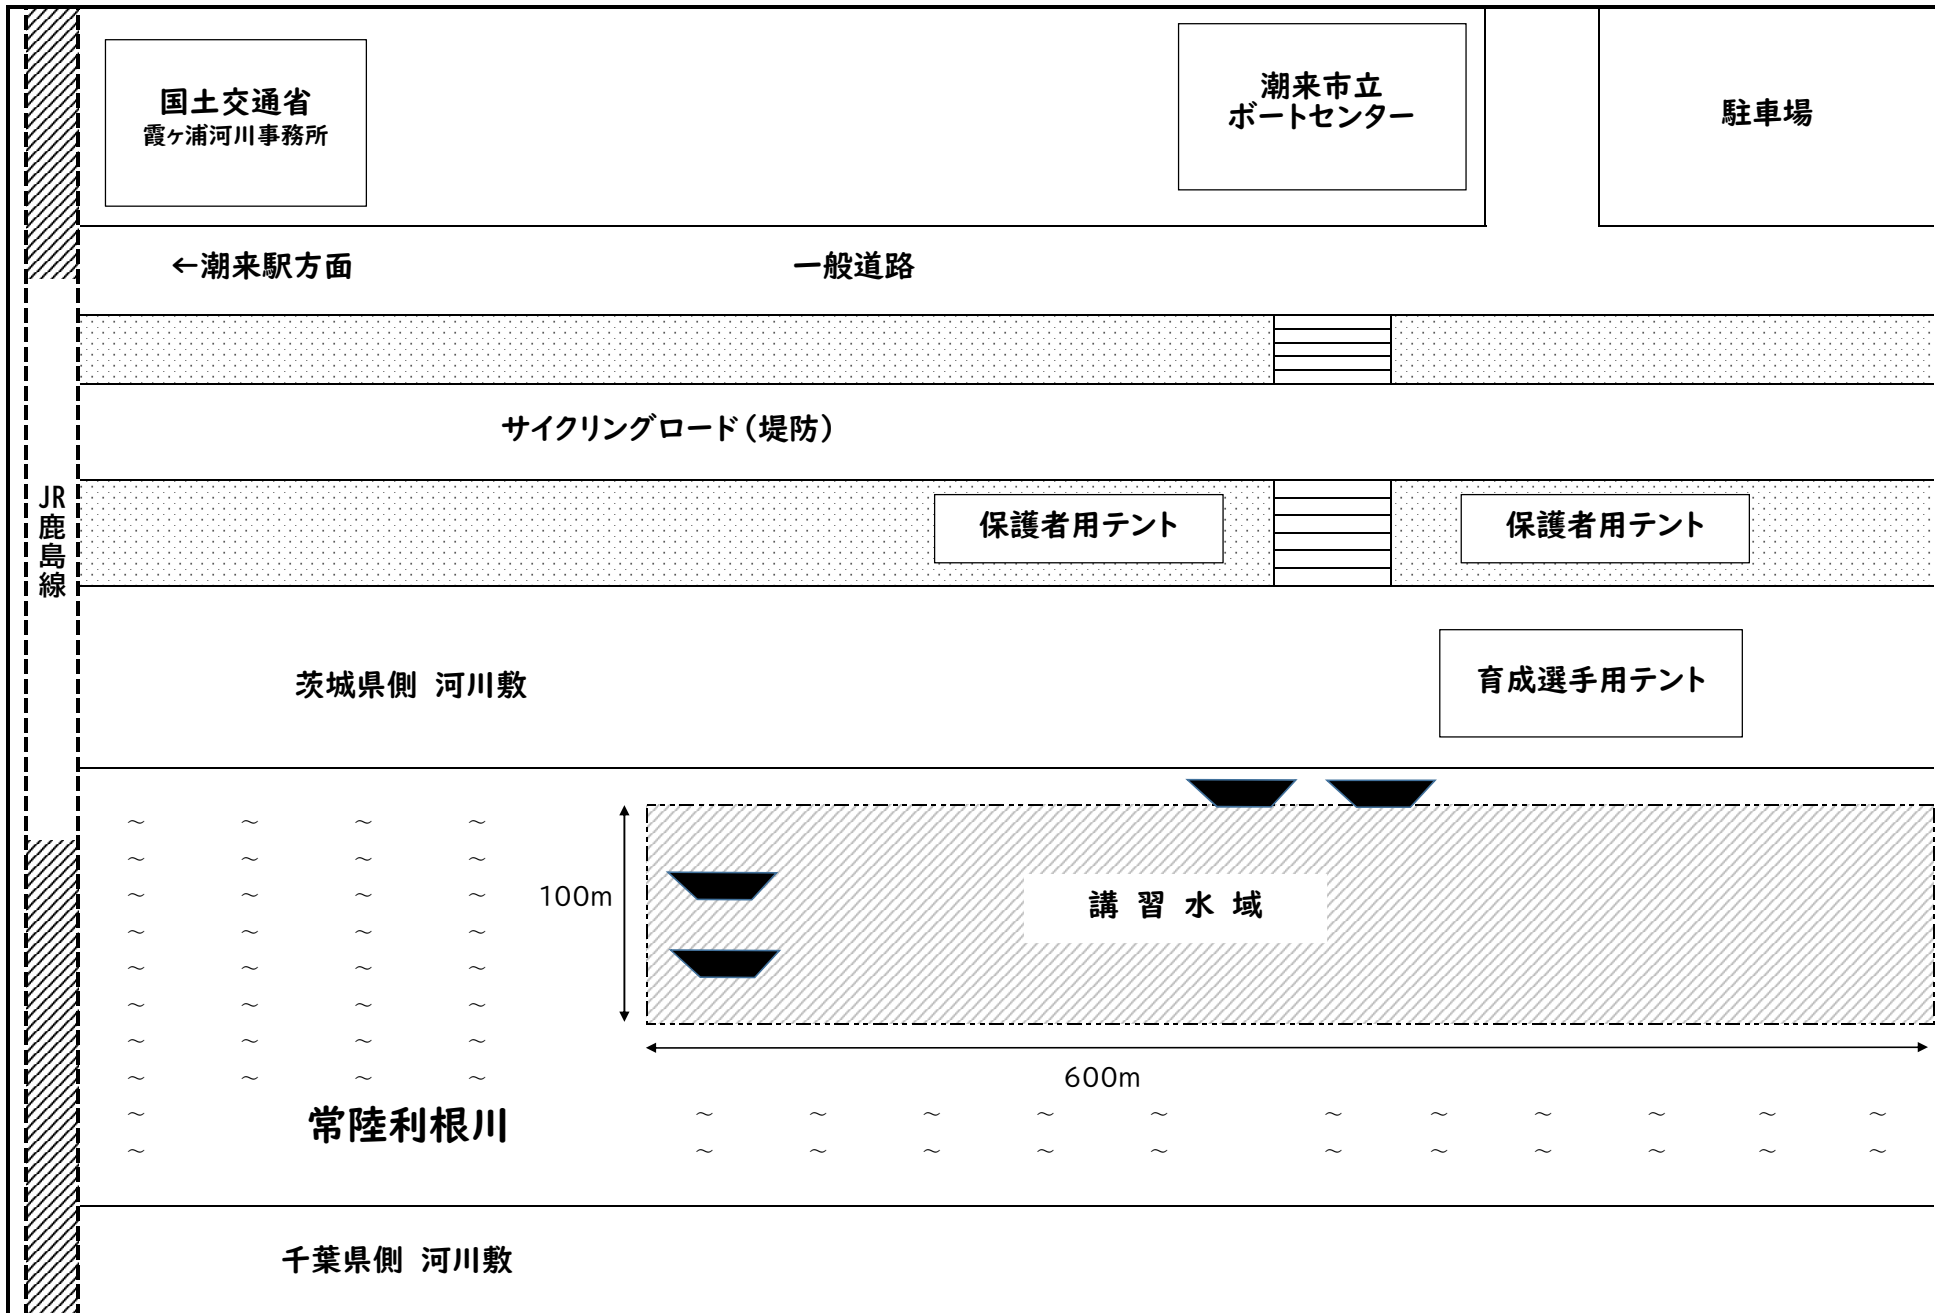 国土交通省
霞ヶ浦河川事務所
潮来市立
ボートセンター
駐車場
←潮来駅方面
一般道路
サイクリングロード(堤防)
JR鹿島線
保護者用テント
保護者用テント
茨城県側 河川敷
育成選手用テント
100m
講習水域
600m
常陸利根川
千葉県側 河川敷